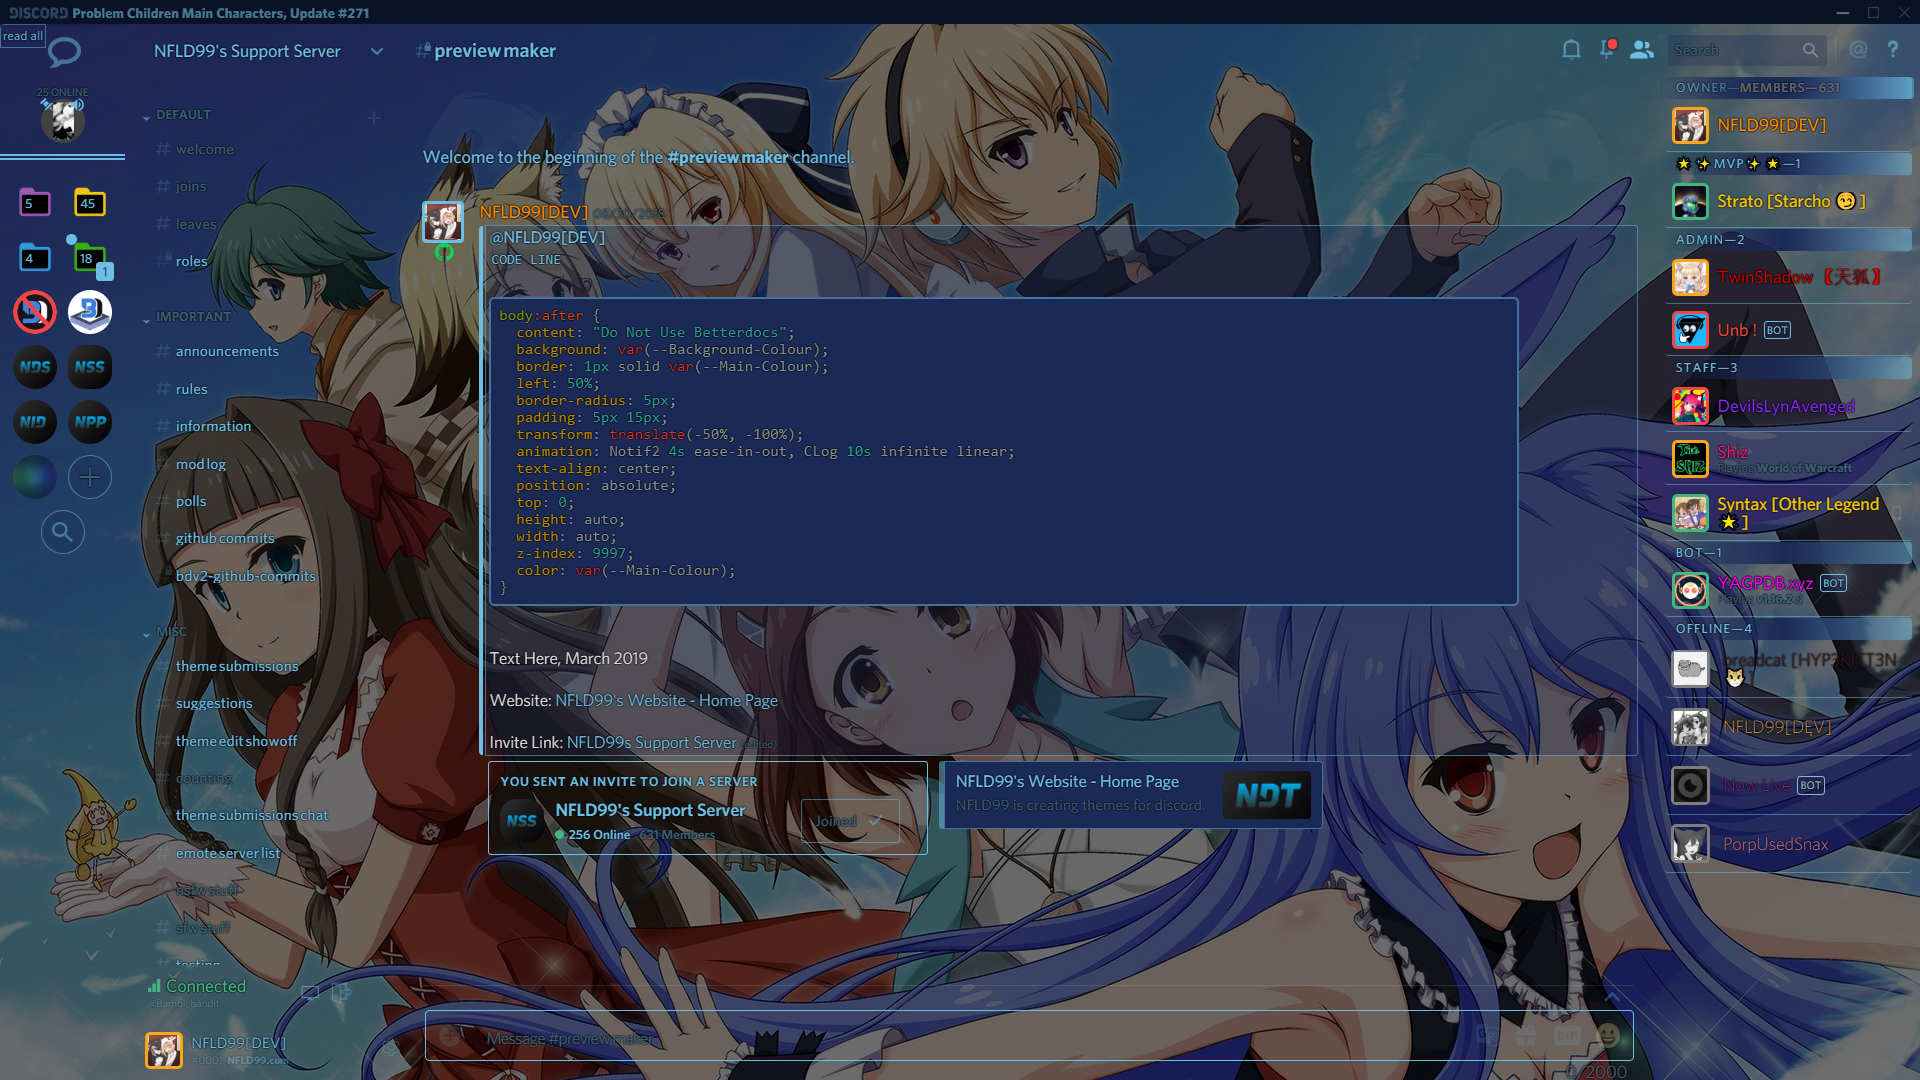 DISCORD Problem Children Main Characters, Update #271
read all
25 ONLINE
5
45
4
18
1
NDS
NSS
NID
NPP
NFLD99's Support Server
DEFAULT
# welcome
# joins
# leaves
roles
IMPORTANT
# announcements
# rules
# information
# mod log
# polls
# github commits
bdv2-github-commits
MISC
# theme submissions
# suggestions
# theme edit showoff
# counting
# theme submissions chat
# emote server list
# nsfw stuff
# sfw stuff
# testing
Connected
NFLD99[DEV]
#0001 NFLD99.com
# preview maker
Welcome to the beginning of the #preview maker channel.
NFLD99[DEV]
@NFLD99[DEV]
CODE LINE
body:after {
content: "Do Not Use Betterdocs";
background: var(--Background-Colour);
border: 1px solid var(--Main-Colour);
left: 50%;
border-radius: 5px;
padding: 5px 15px;
transform: translate(-50%, -100%);
animation: Notif2 4s ease-in-out, CLog 10s infinite linear;
text-align: center;
position: absolute;
top: 0;
height: auto;
width: auto;
z-index: 9997;
color: var(--Main-Colour);
}
Text Here, March 2019
Website: NFLD99's Website - Home Page
Invite Link: NFLD99s Support Server (edited)
YOU SENT AN INVITE TO JOIN A SERVER
NSS
NFLD99's Support Server
256 Online 631 Members
Joined
NFLD99's Website - Home Page
NFLD99 is creating themes for discord.
NDT
Message #preview maker
GIF
0/2000
Search
@ ?
OWNER—MEMBERS—631
NFLD99[DEV]
🌟✨MVP✨🌟—1
Strato [Starcho 😏]
ADMIN—2
TwinShadow 【天狐】
Unb ! BOT
STAFF—3
DevilsLynAvenged
The Shiz
Shiz
Playing World of Warcraft
Syntax [Other Legend
🌟]
BOT—1
YAGPDB.xyz BOT
Playing v1.16.2 :)
OFFLINE—4
NFLD99[DEV]
Now Live BOT
PorpUsedSnax